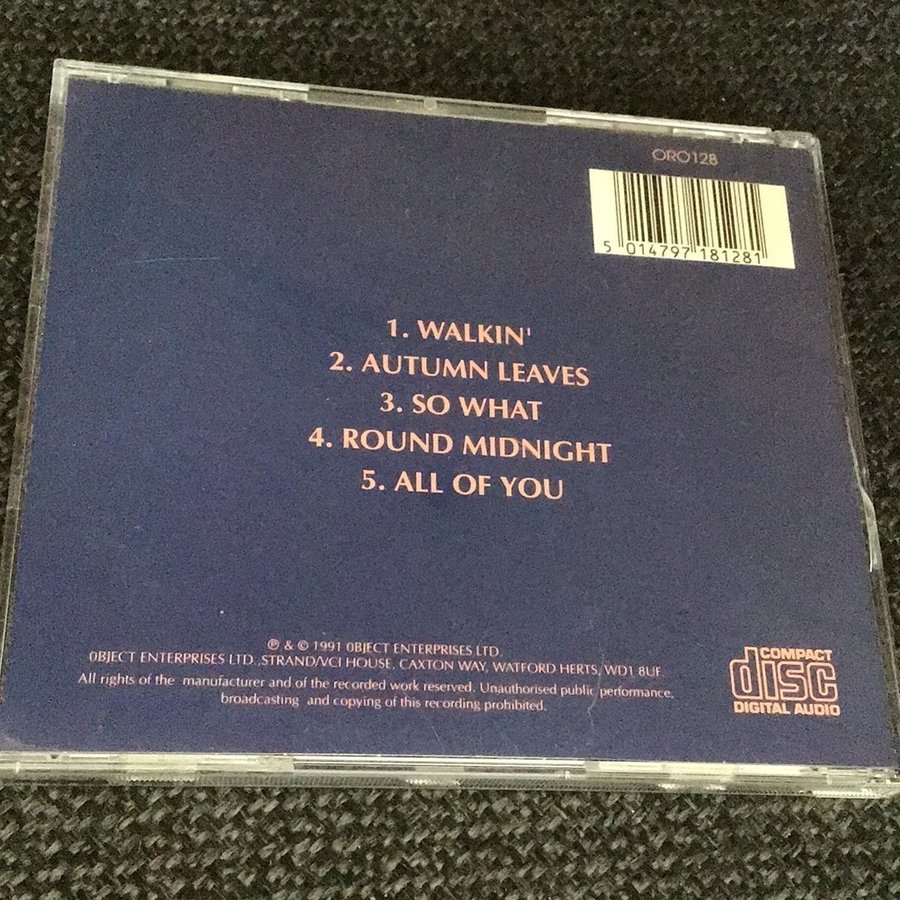 ORO128
5 014797 181281
1. WALKIN'
2. AUTUMN LEAVES
3. SO WHAT
4. ROUND MIDNIGHT
5. ALL OF YOU
℗ & © 1991 0BJECT ENTERPRISES LTD.
0BJECT ENTERPRISES LTD.,STRAND/VCI HOUSE, CAXTON WAY, WATFORD HERTS, WD1 8UF
All rights of the manufacturer and of the recorded work reserved. Unauthorised public performance,
broadcasting and copying of this recording prohibited.
COMPACT
disc
DIGITAL AUDIO